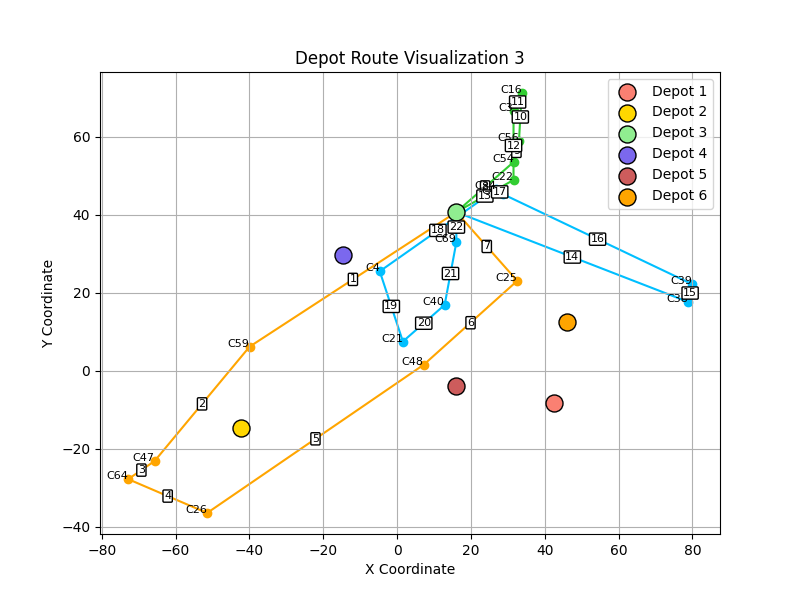 Depot Route Visualization 3
Depot 1
Depot 2
Depot 3
Depot 4
Depot 5
Depot 6
C16
11
10
C56
12
C54
C22
17
13
22
18
C69
16
7
14
C4
21
1
C25
C39
15
19
C40
20
6
C21
C59
C48
2
5
C47
3
C64
4
C26
60
40
20
0
−20
−40
−80
−60
−40
−20
0
20
40
60
80
X Coordinate
Y Coordinate